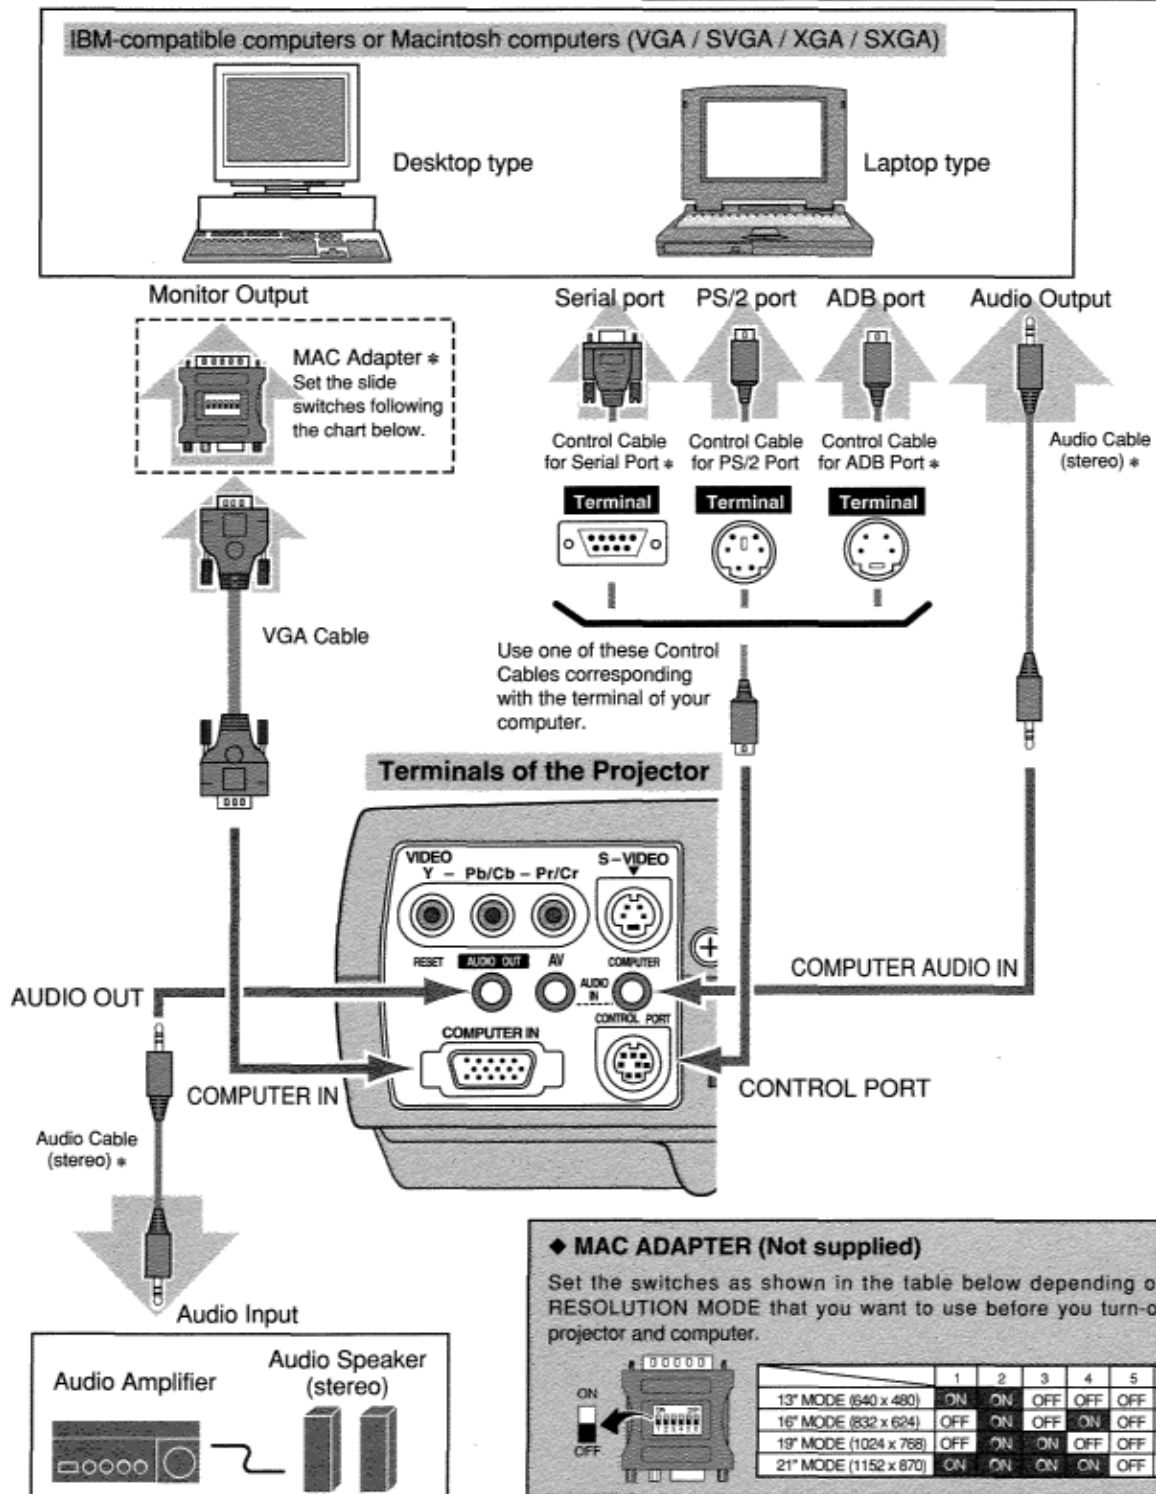 IBM-compatible computers or Macintosh computers (VGA / SVGA / XGA / SXGA)
Desktop type
Laptop type
Monitor Output
Serial port
PS/2 port
ADB port
Audio Output
MAC Adapter *
Set the slide
switches following
the chart below.
Control Cable
for Serial Port *
Control Cable
for PS/2 Port
Control Cable
for ADB Port *
Audio Cable
(stereo) *
Terminal
Terminal
Terminal
VGA Cable
Use one of these Control
Cables corresponding
with the terminal of your
computer.
Terminals of the Projector
VIDEO
Y – Pb/Cb – Pr/Cr
S–VIDEO
RESET
AUDIO OUT
AV
AUDIO
IN
COMPUTER
CONTROL PORT
COMPUTER IN
AUDIO OUT
COMPUTER AUDIO IN
COMPUTER IN
CONTROL PORT
Audio Cable
(stereo) *
Audio Input
Audio Amplifier
Audio Speaker
(stereo)
◆ MAC ADAPTER (Not supplied)
Set the switches as shown in the table below depending o
RESOLUTION MODE that you want to use before you turn-o
projector and computer.
ON
OFF
ON
1 2 3 4 5 6
1 2 3 4 5
13" MODE (640 x 480) ON ON OFF OFF OFF
16" MODE (832 x 624) OFF ON OFF ON OFF
19" MODE (1024 x 768) OFF ON ON OFF OFF
21" MODE (1152 x 870) ON ON ON ON OFF